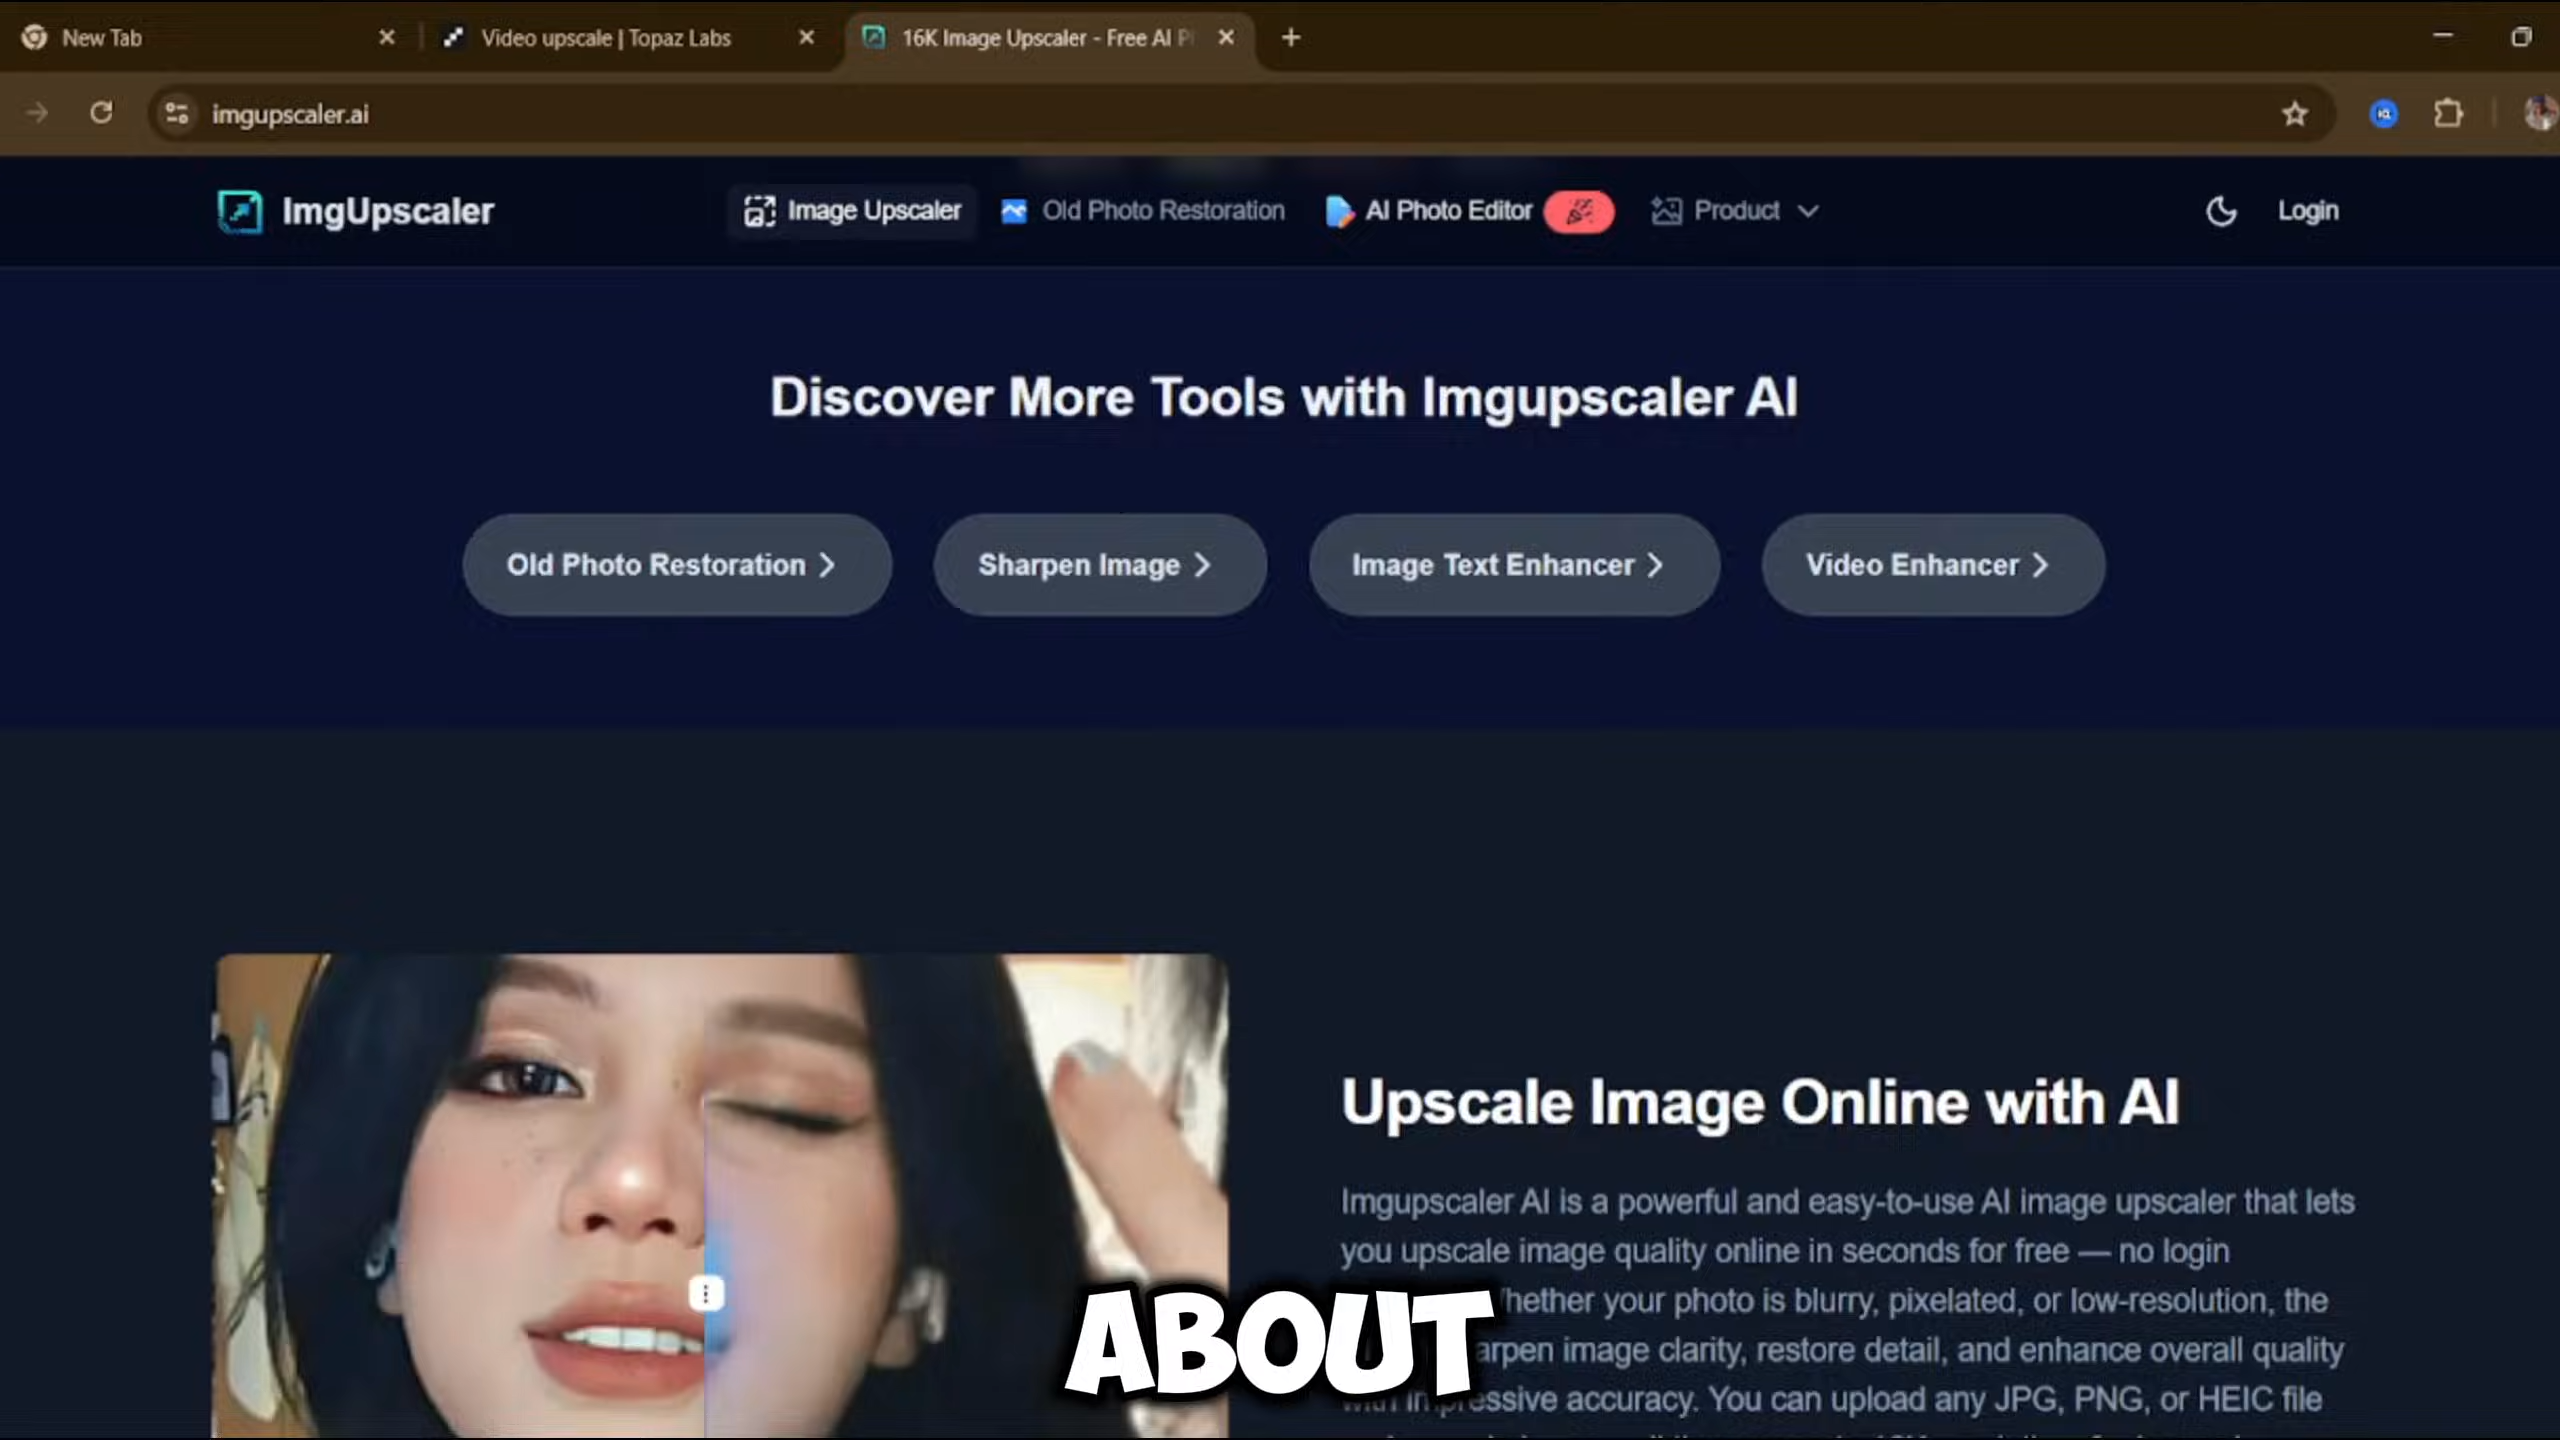 New Tab
Video upscale | Topaz Labs
16K Image Upscaler - Free AI
imgupscaler.ai
ImgUpscaler
Image Upscaler
Old Photo Restoration
AI Photo Editor
Product
Login
Discover More Tools with Imgupscaler AI
Old Photo Restoration
Sharpen Image
Image Text Enhancer
Video Enhancer
Upscale Image Online with AI
Imgupscaler AI is a powerful and easy-to-use AI image upscaler that lets
you upscale image quality online in seconds for free — no login
your photo is blurry, pixelated, or low-resolution, the
image clarity, restore detail, and enhance overall quality
accuracy. You can upload any JPG, PNG, or HEIC file
ABOUT